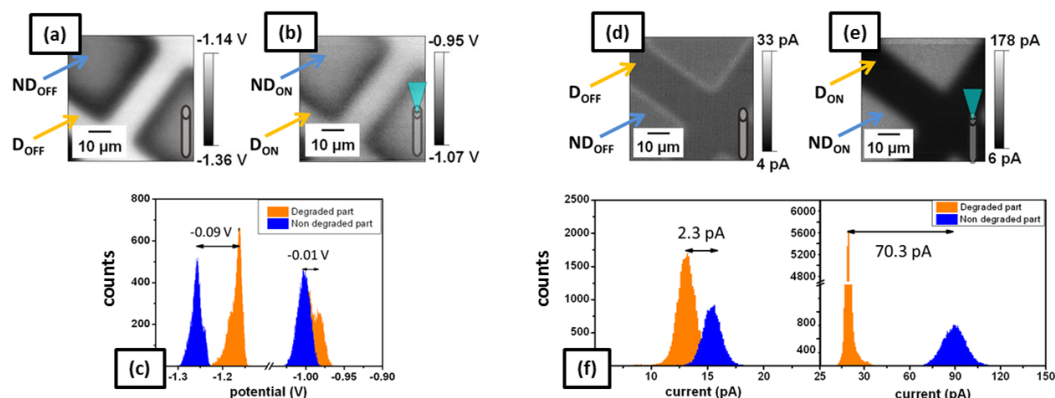 (a)
-1.14 V
ND_OFF
D_OFF
10 µm
-1.36 V
(b)
-0.95 V
ND_ON
D_ON
10 µm
-1.07 V
(d)
33 pA
D_OFF
ND_OFF
10 µm
4 pA
(e)
178 pA
D_ON
ND_ON
10 µm
6 pA
800
600
400
200
0
counts
Degraded part
Non degraded part
-0.09 V
-0.01 V
-1.3
-1.2
-1.00
-0.95
-0.90
potential (V)
(c)
2500
2000
1500
1000
500
0
counts
2.3 pA
10
15
20
25
current (pA)
6000
5600
5200
4800
800
400
Degraded part
Non degraded part
70.3 pA
30
60
90
120
150
current (pA)
(f)